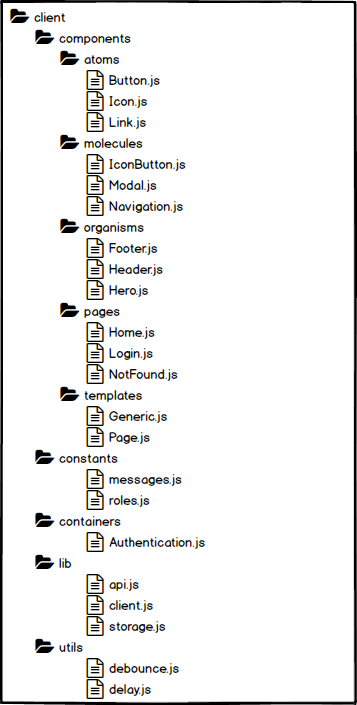 client
components
atoms
Button.js
Icon.js
Link.js
molecules
IconButton.js
Modal.js
Navigation.js
organisms
Footer.js
Header.js
Hero.js
pages
Home.js
Login.js
NotFound.js
templates
Generic.js
Page.js
constants
messages.js
roles.js
containers
Authentication.js
lib
api.js
client.js
storage.js
utils
debounce.js
delay.js